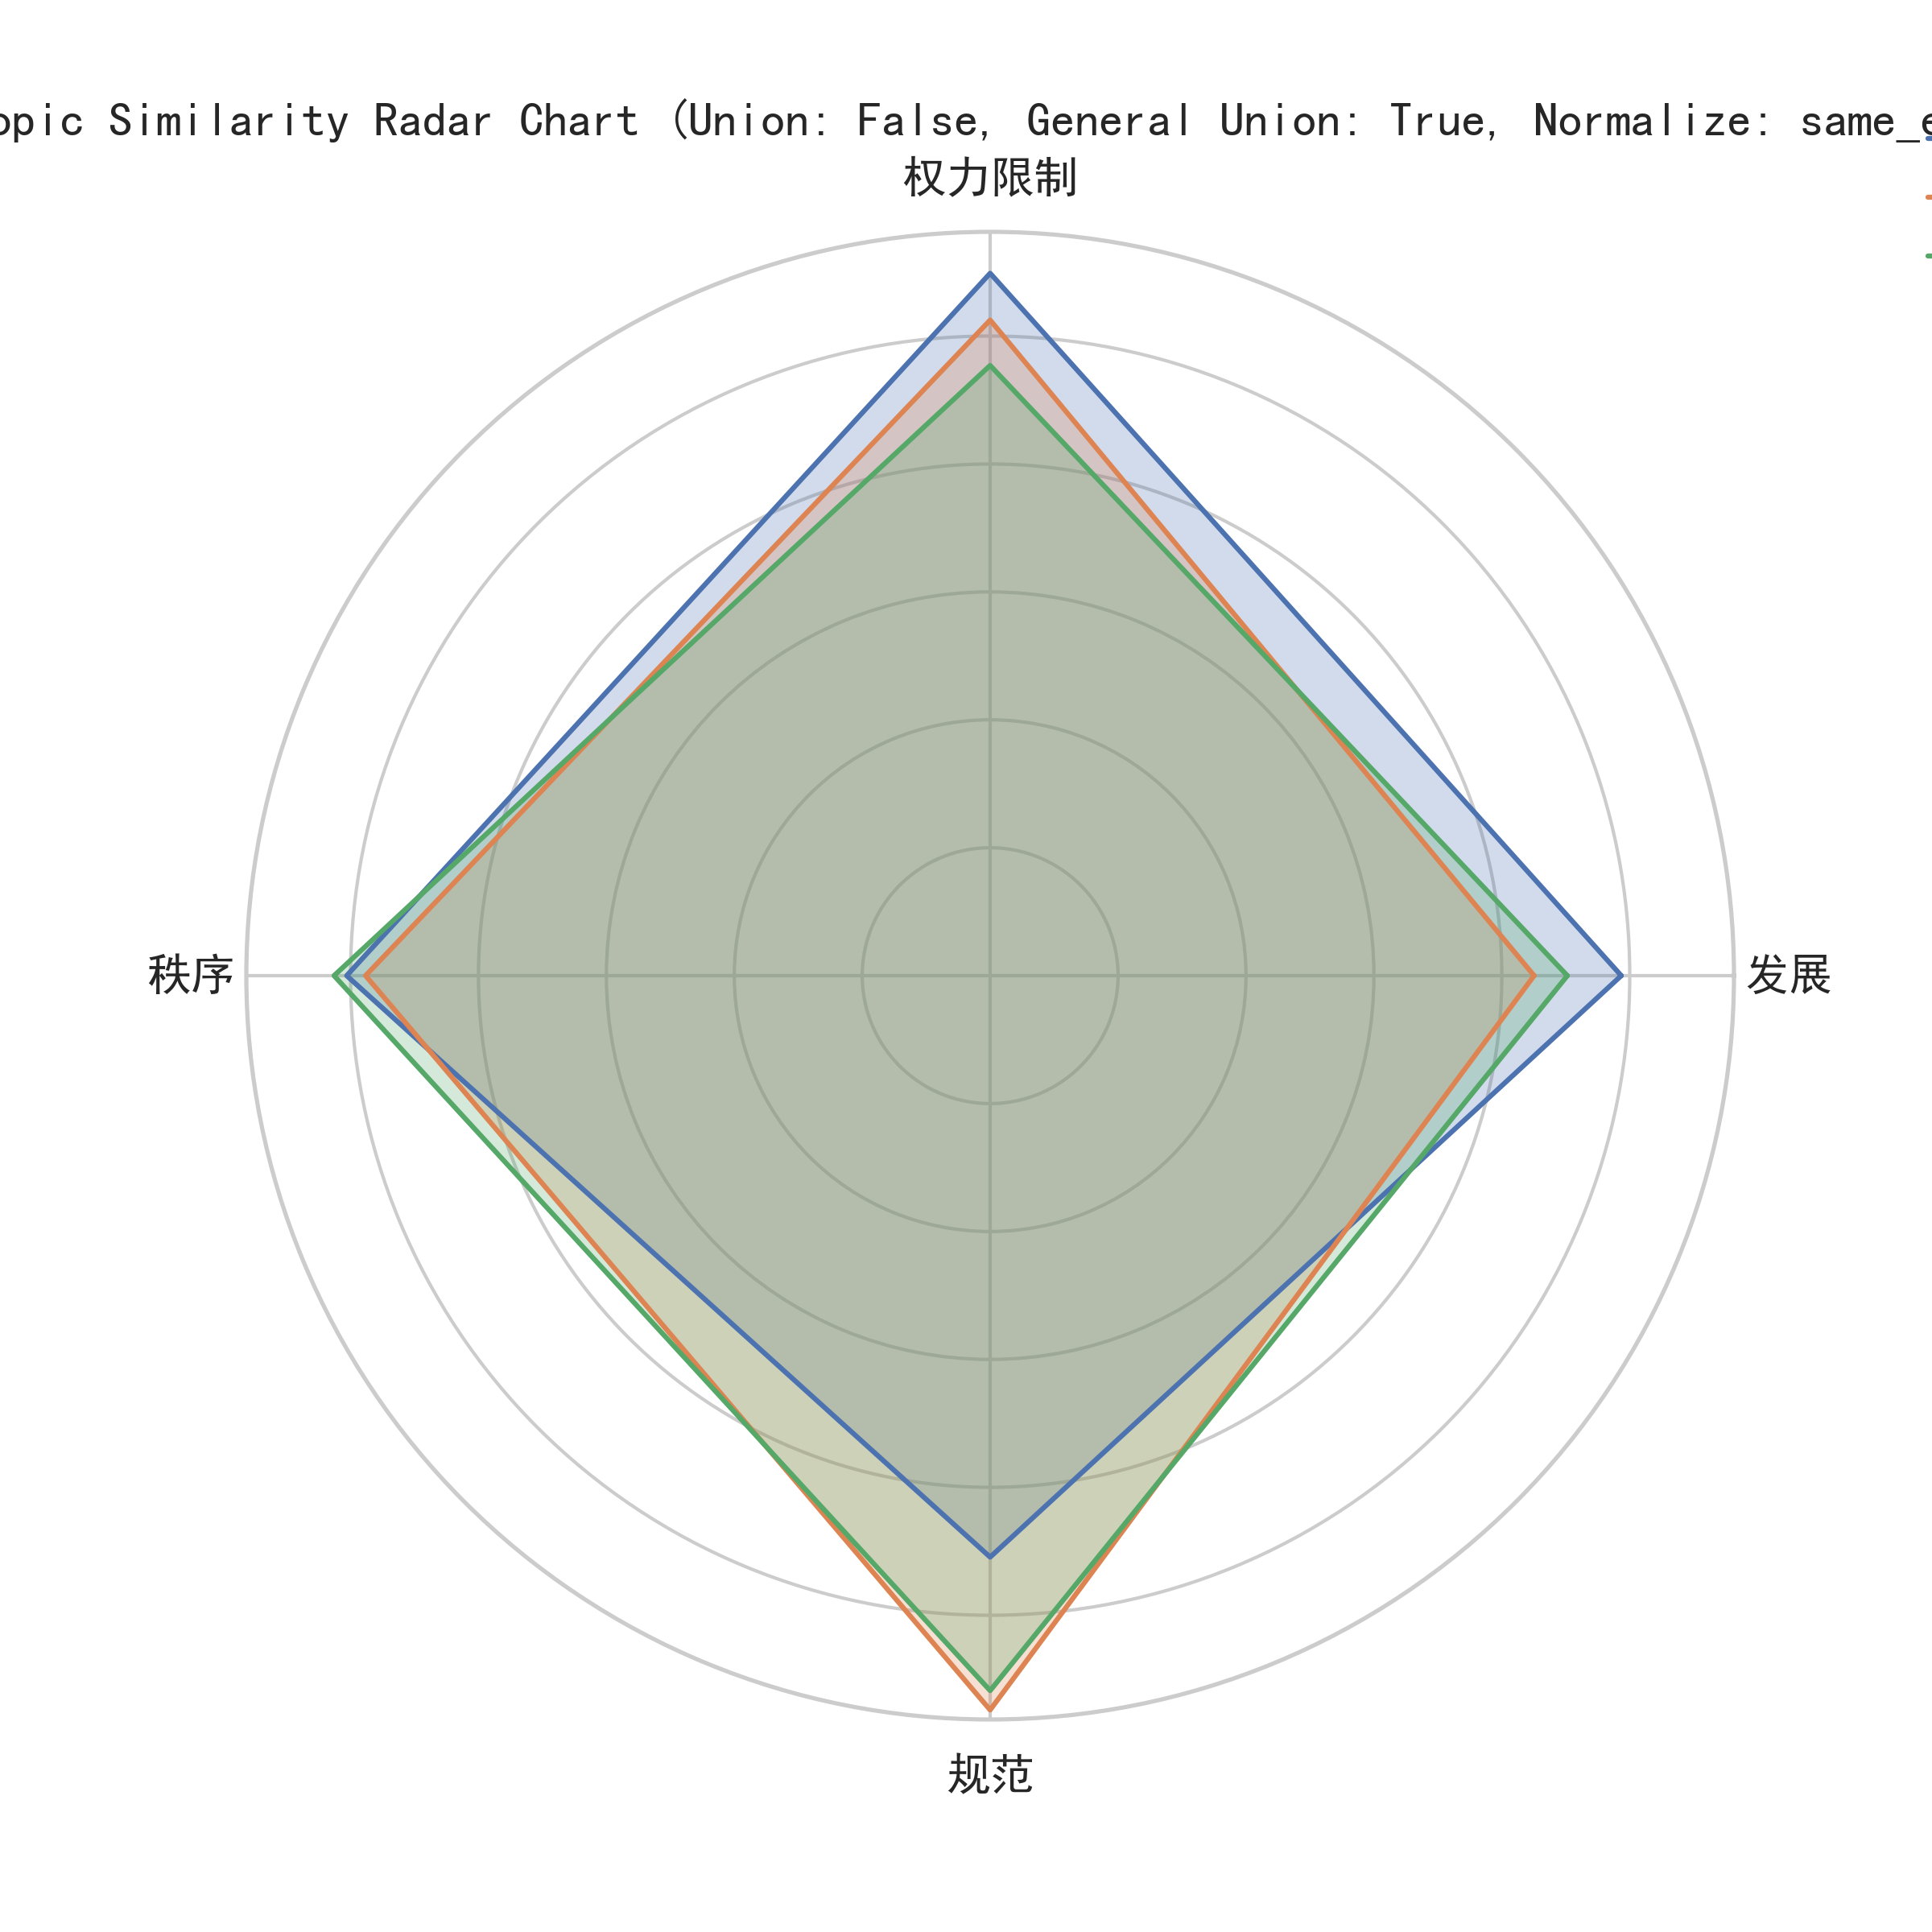 opic Similarity Radar Chart (Union: False, General Union: True, Normalize: same_e
权力限制
秩序
发展
规范